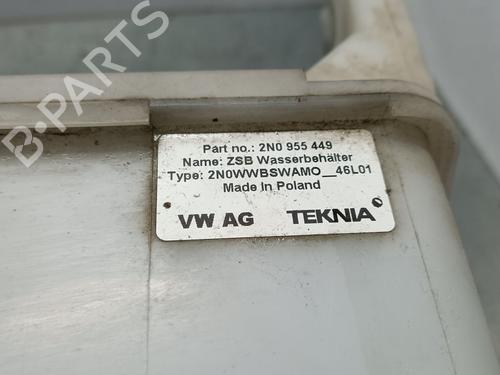 B-PARTS
Part no.: 2N0 955 449
Name: ZSB Wasserbehälter
Type: 2N0WWBSWAMO__46L01
Made In Poland
VW AG TEKNIA